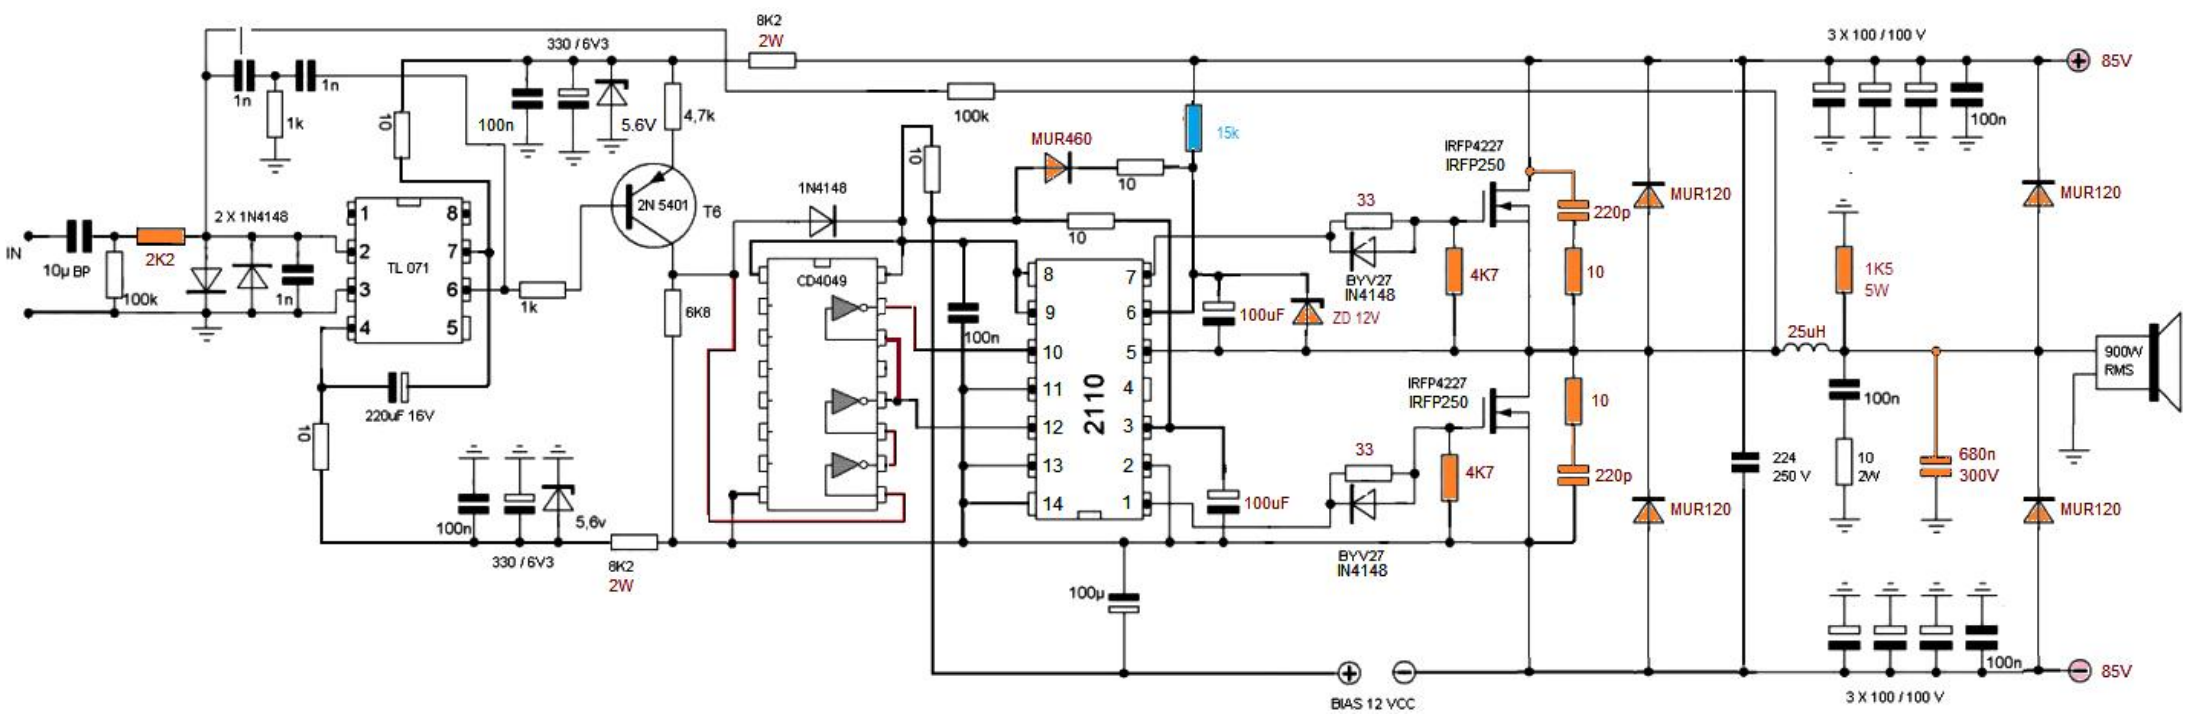 8K2
2W
330 / 6V3
3 X 100 / 100 V
85V
1n
1n
1k
10
100n
5.6V
4,7k
100k
100n
15k
MUR460
10
10
IRFP4227
IRFP250
1N4148
2N 5401
T6
33
220p
MUR120
MUR120
IN
10µ BP
2K2
100k
2 X 1N4148
1n
1
2
3
4
8
7
6
5
TL 071
1k
6K8
CD4049
10
100n
8
9
10
11
12
13
14
7
6
5
4
3
2
1
2110
100uF
ZD 12V
BYV27
IN4148
4K7
10
1K5
5W
25uH
900W
RMS
220uF 16V
10
IRFP4227
IRFP250
10
33
4K7
220p
100uF
224
250 V
100n
10
2W
680n
300V
100n
5,6v
330 / 6V3
8K2
2W
BYV27
IN4148
MUR120
MUR120
100µ
100n
85V
BIAS 12 VCC
3 X 100 / 100 V